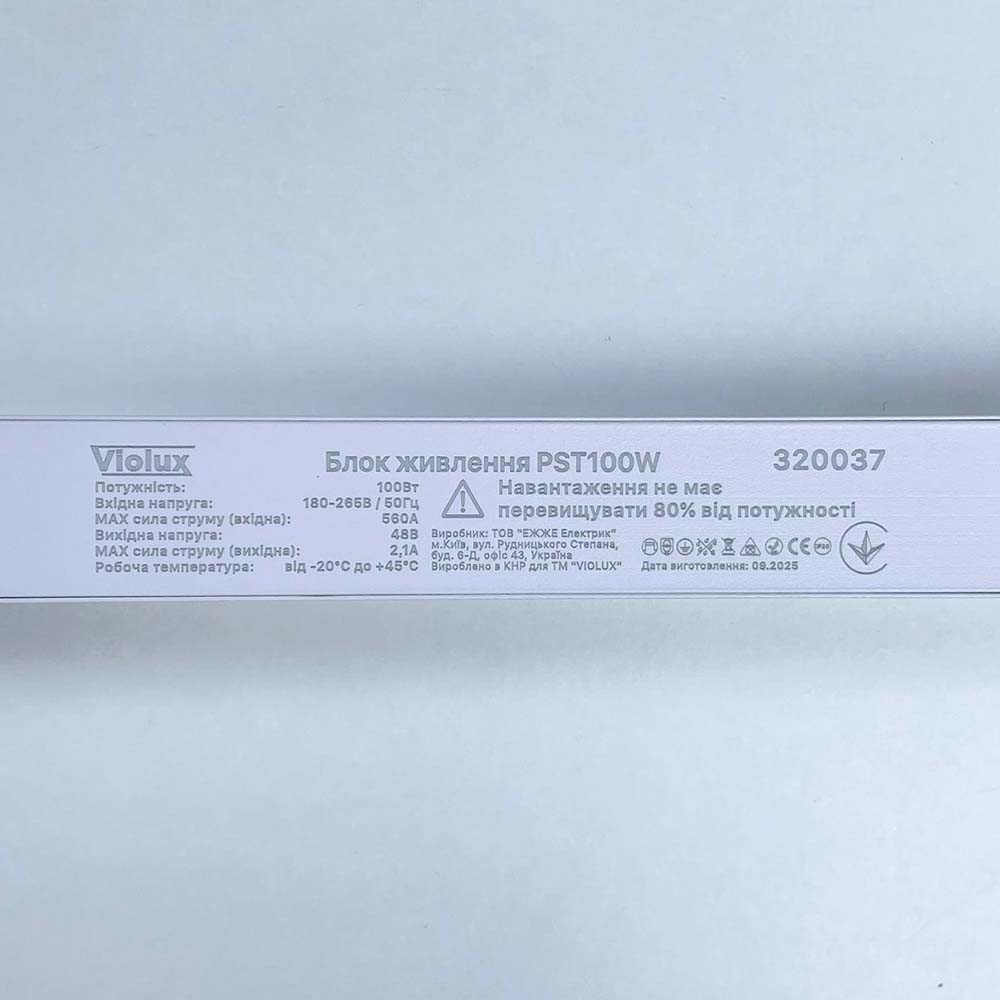 Violux
Блок живлення PST100W
320037
Потужність: 100Вт
Вхідна напруга: 180-265В / 50Гц
MAX сила струму (вхідна): 560А
Вихідна напруга: 48В
MAX сила струму (вихідна): 2,1А
Робоча температура: від -20°С до +45°С
Навантаження не має
перевищувати 80% від потужності
Виробник: ТОВ "ЕЖЖЕ Електрик"
м.Київ, вул. Рудницького Степана,
буд. 6-Д, офіс 43, Україна
Вироблено в КНР для ТМ "VIOLUX"
CE IP20
Дата виготовлення: 09.2025